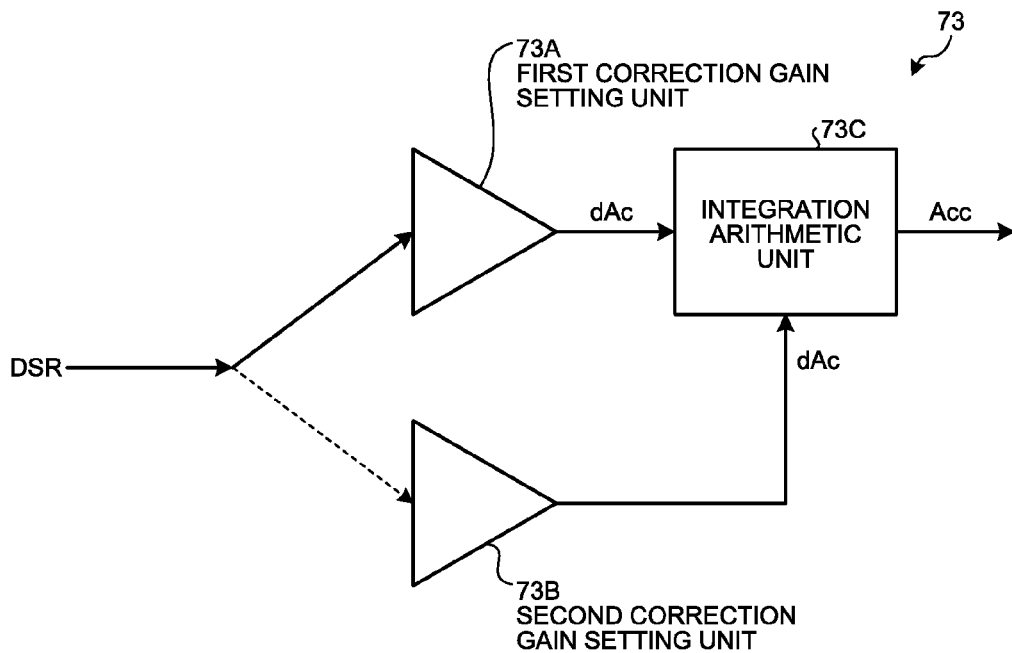 73
73A
FIRST CORRECTION GAIN
SETTING UNIT
73C
INTEGRATION
ARITHMETIC
UNIT
dAc
Acc
DSR
dAc
73B
SECOND CORRECTION
GAIN SETTING UNIT